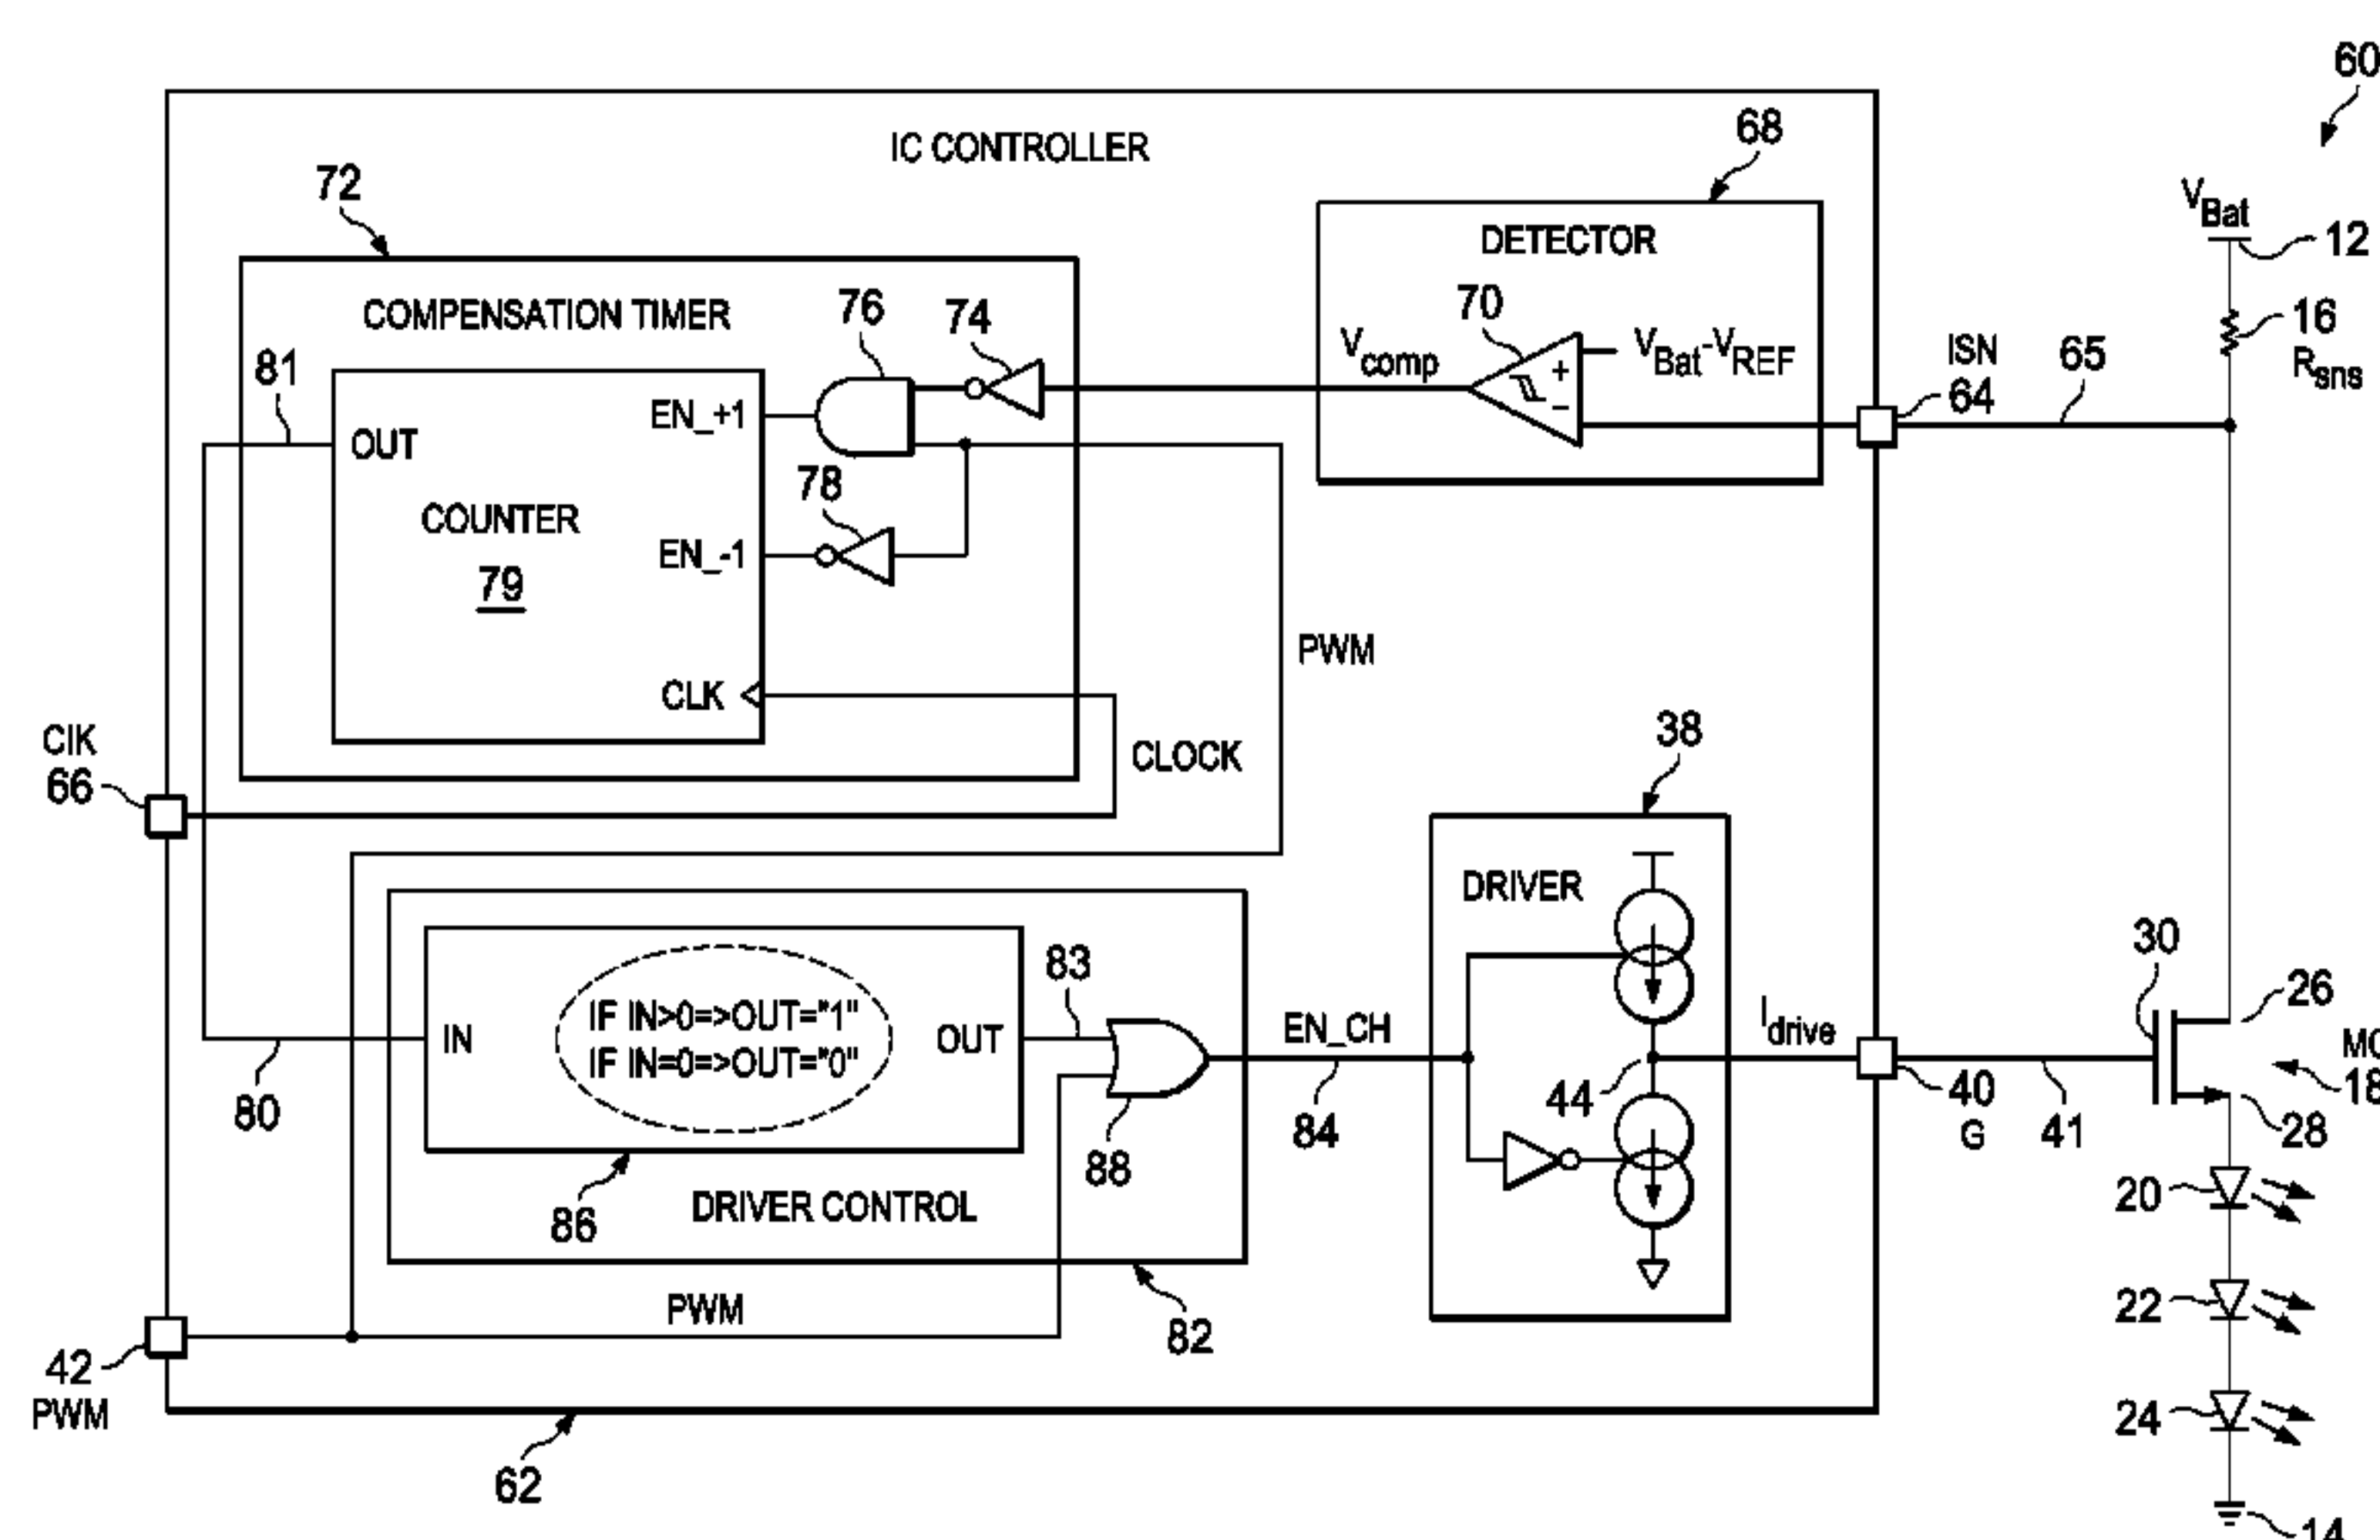 60
IC CONTROLLER
68
72
VBat
12
DETECTOR
COMPENSATION TIMER
76
74
70
16
Rsns
Vcomp
+
VBat-VREF
-
ISN
64
65
81
OUT
EN_+1
78
COUNTER
79
EN_-1
PWM
CLK
38
CIK
66
CLOCK
DRIVER
30
83
26
IF IN>0=>OUT="1"
IF IN=0=>OUT="0"
IN
OUT
EN_CH
Idrive
18
80
88
84
44
40
G
41
28
86
DRIVER CONTROL
20
PWM
82
22
42
PWM
24
62
14